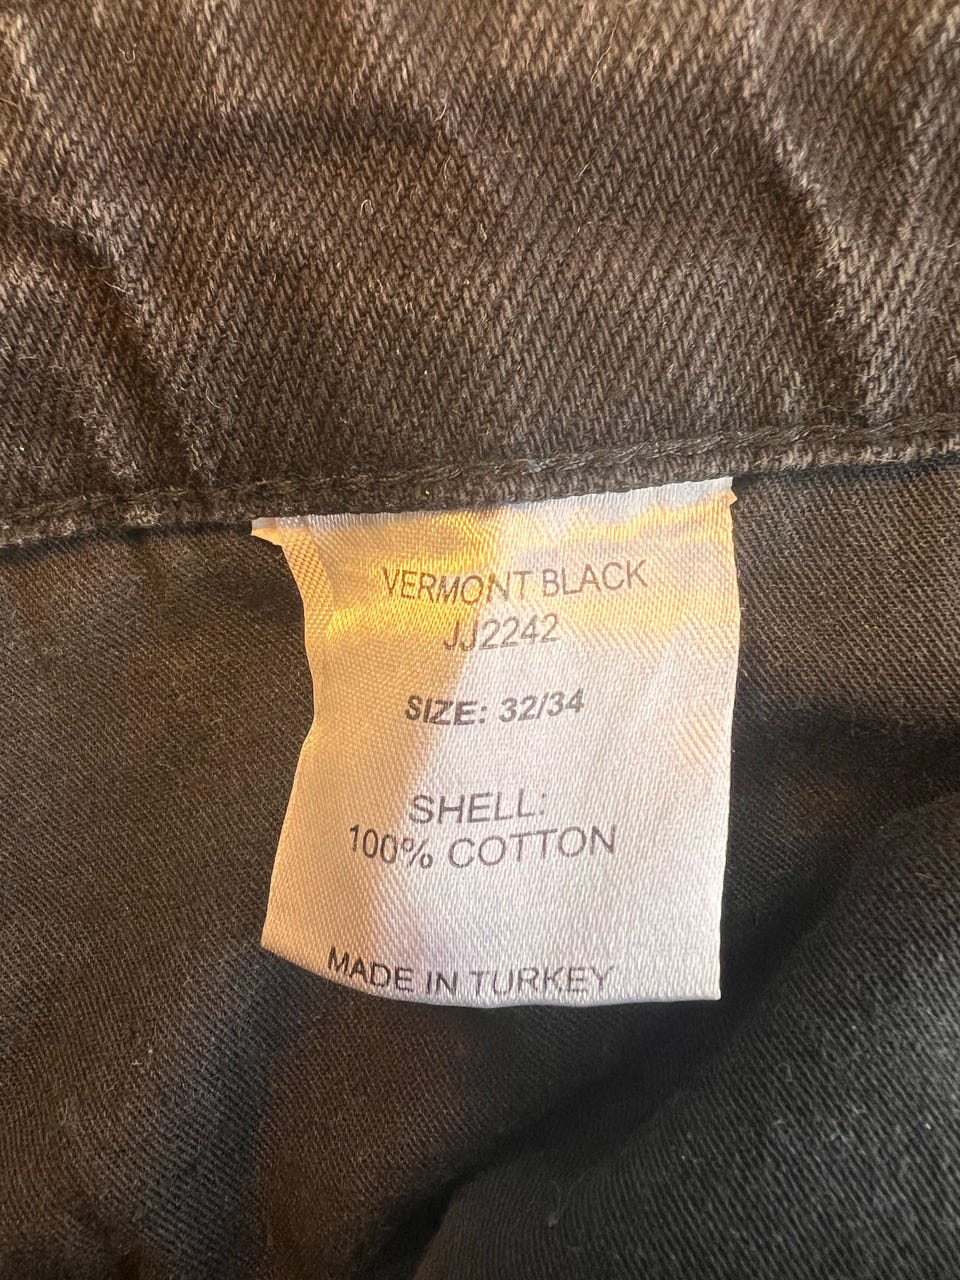 VERMONT BLACK
JJ2242
SIZE: 32/34
SHELL:
100% COTTON
MADE IN TURKEY